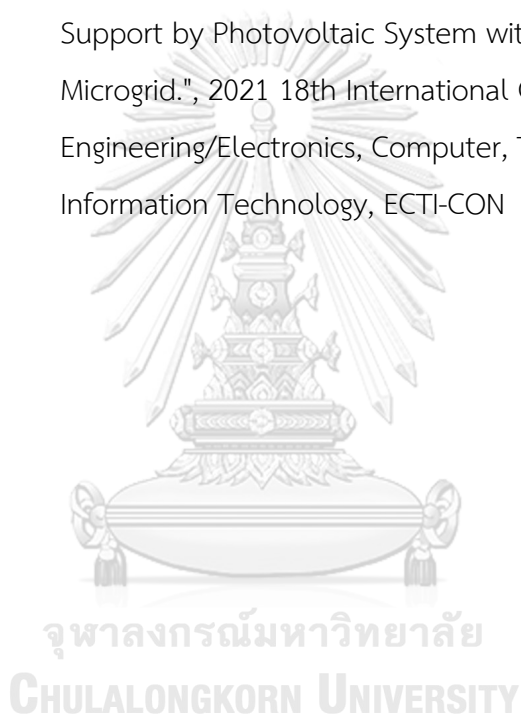 Support by Photovoltaic System wit
Microgrid.", 2021 18th International
Engineering/Electronics, Computer,
Information Technology, ECTI-CON
จุฬาลงกรณ์มหาวิทยาลัย
CHULALONGKORN UNIVERSITY